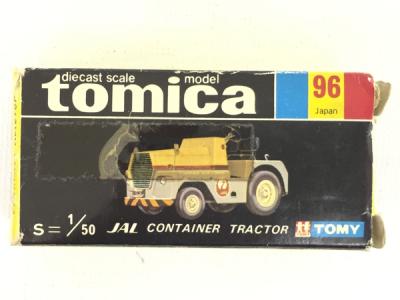 diecast scale model
tomica
96
Japan
S = 1/50 JAL CONTAINER TRACTOR
TOMY